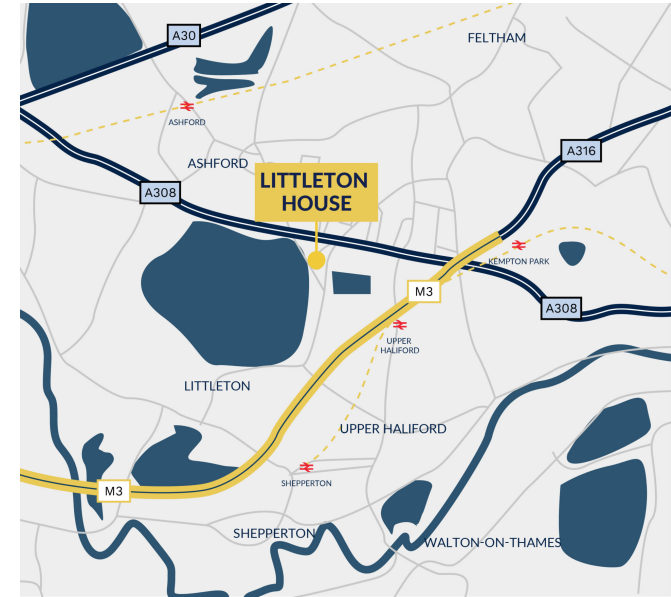 A30
FELTHAM
ASHFORD
A316
ASHFORD
LITTLETON
HOUSE
A308
KEMPTON PARK
M3
A308
UPPER
HALIFORD
LITTLETON
UPPER HALIFORD
SHEPPERTON
M3
SHEPPERTON
WALTON-ON-THAMES